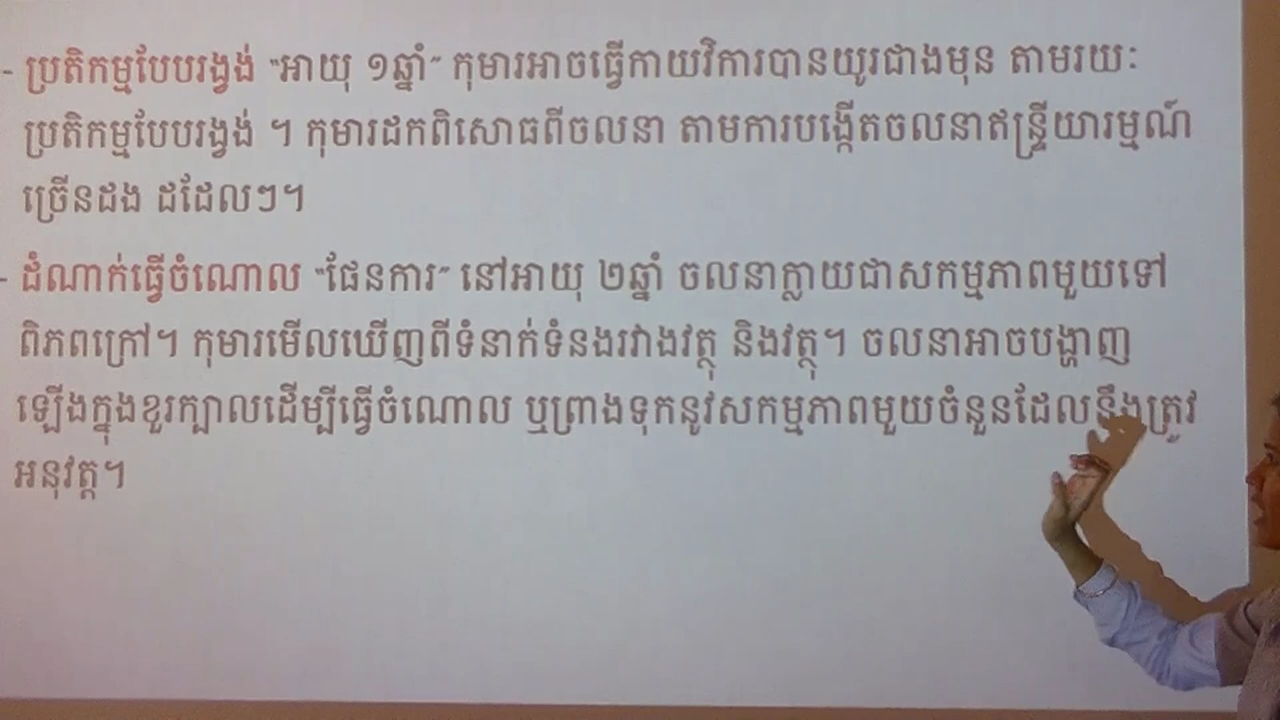 - ប្រតិកម្មបែបរង្វង់ "អាយុ ១ឆ្នាំ" កុមារអាចធ្វើកាយវិការបានយូរជាងមុន តាមរយៈ
ប្រតិកម្មបែបរង្វង់ ។ កុមារដកពិសោធពីចលនា តាមការបង្កើតចលនាឥន្ទ្រីយារម្មណ៍
ច្រើនដង ដដែលៗ។
- ដំណាក់ធ្វើចំណោល "ផែនការ" នៅអាយុ ២ឆ្នាំ ចលនាក្លាយជាសកម្មភាពមួយទៅ
ពិភពក្រៅ។ កុមារមើលឃើញពីទំនាក់ទំនងរវាងវត្ថុ និងវត្ថុ។ ចលនាអាចបង្ហាញ
ឡើងក្នុងខួរក្បាលដើម្បីធ្វើចំណោល ឬព្រាងទុកនូវសកម្មភាពមួយចំនួនដែលនឹងត្រូវ
អនុវត្ត។